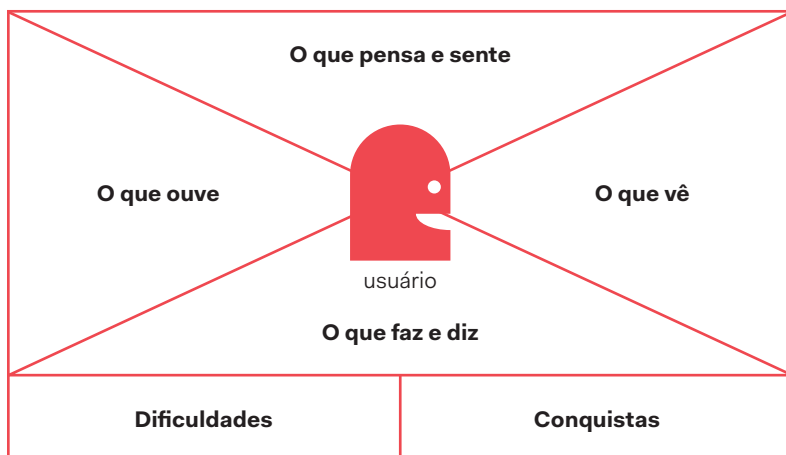 O que pensa e sente
O que ouve
O que vê
usuário
O que faz e diz
Dificuldades
Conquistas